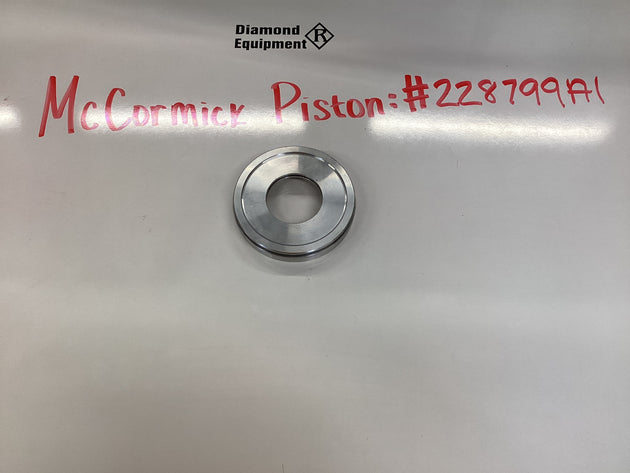 Diamond
Equipment R
McCormick Piston: #228799A1